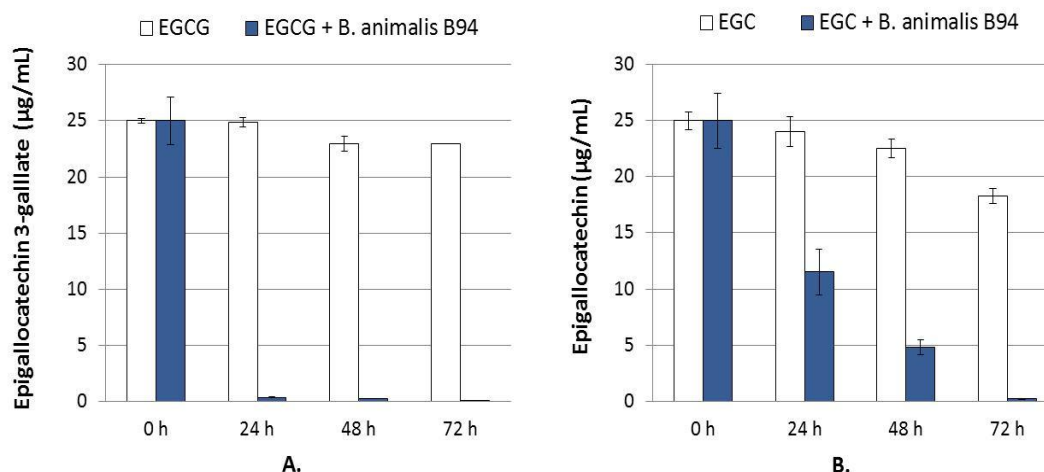 EGCG EGCG + B. animalis B94
Epigallocatechin 3-galllate (µg/mL)
30
25
20
15
10
5
0
0 h 24 h 48 h 72 h
A.
EGC EGC + B. animalis B94
Epigallocatechin (µg/mL)
30
25
20
15
10
5
0
0 h 24 h 48 h 72 h
B.